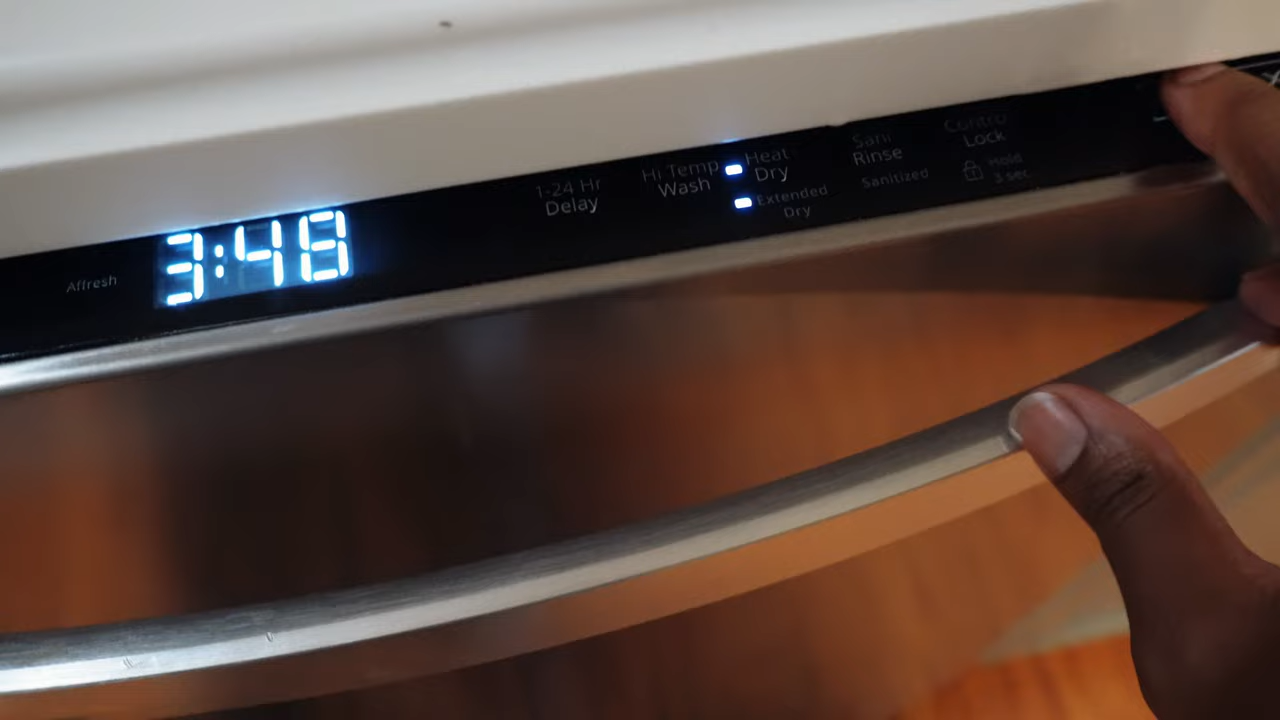 Affresh
3:48
1-24 Hr
Delay
Hi Temp
Wash
Heat
Dry
Extended
Dry
Sani
Rinse
Sanitized
Control
Lock
Hold
3 sec